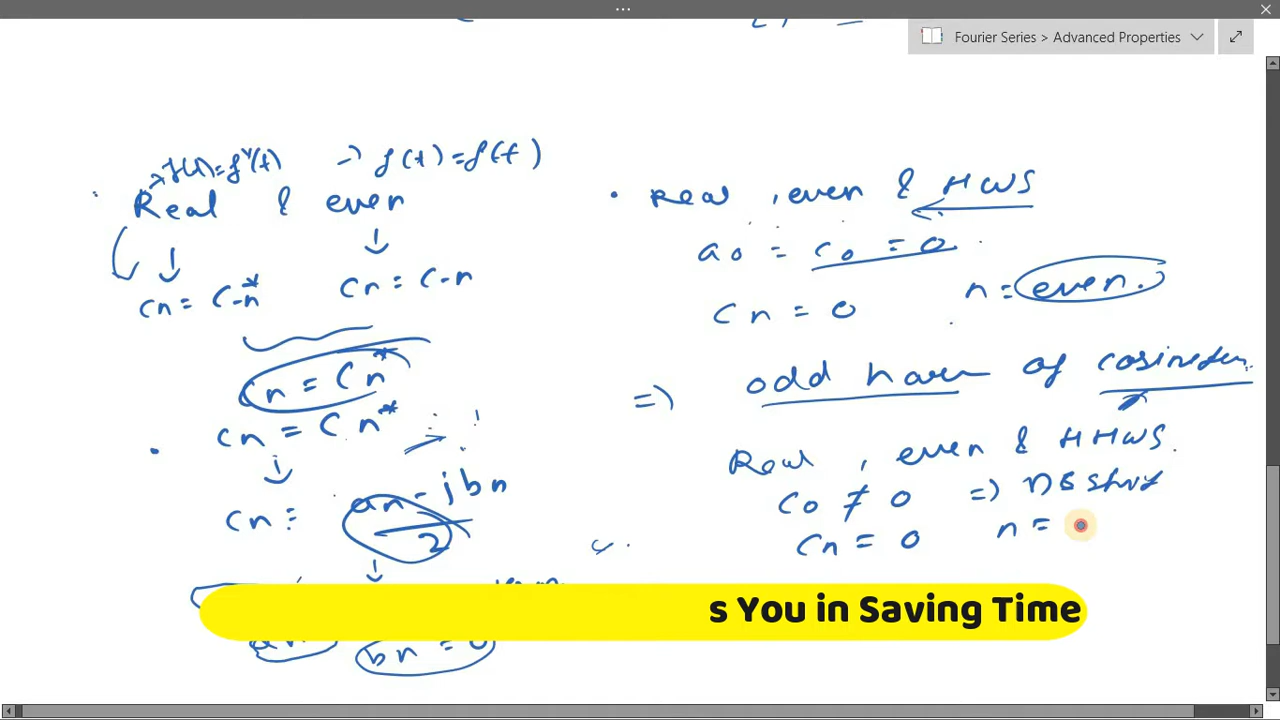 Fourier Series > Advanced Properties
f(t)=f*(t) -> f(t)=f(t)
Real & even
cn = c-n*
cn = c-n
cn = cn*
cn = cn*
cn = an - jbn
2
bn = 0
Real, even & HWS
a0 = c0 = 0
cn = 0 n = even.
=> odd of
Real, even & HHWS.
c0 ≠ 0 =>
cn = 0 n =
s You in Saving Time